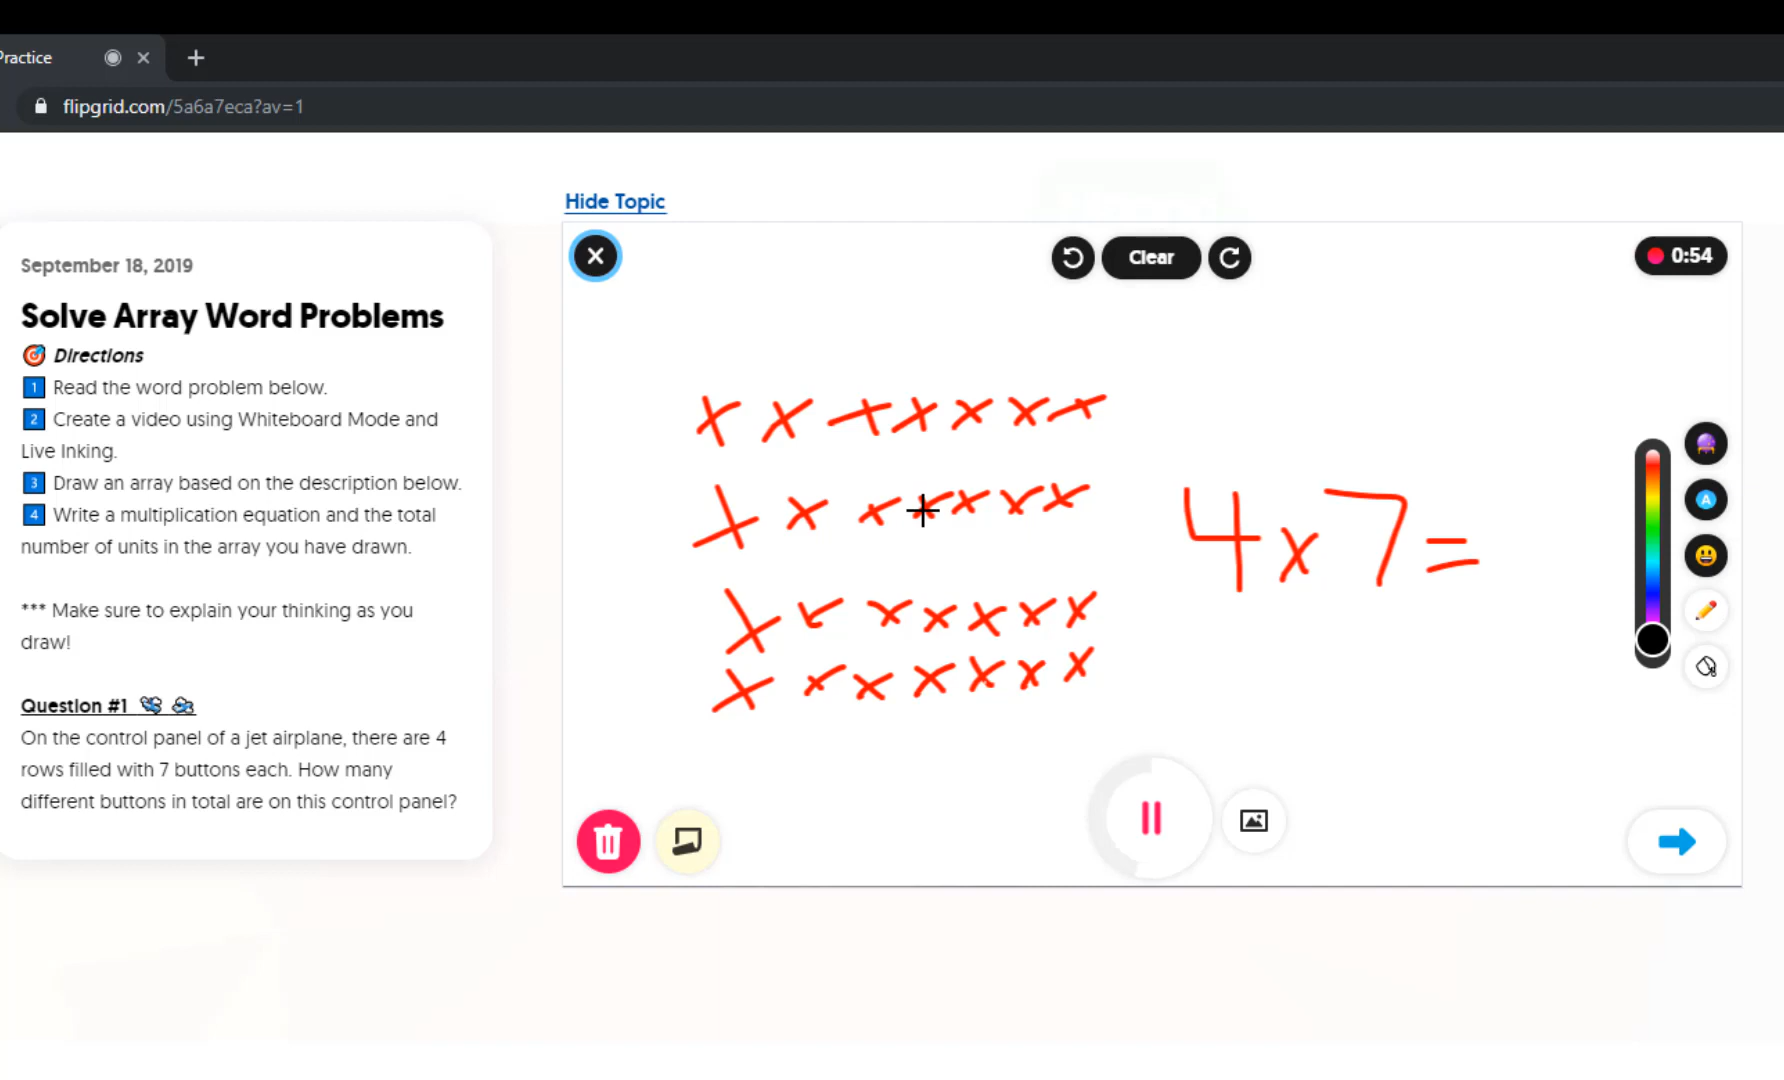 Practice
flipgrid.com/5a6a7eca?av=1
Hide Topic
September 18, 2019
Solve Array Word Problems
Directions
1 Read the word problem below.
2 Create a video using Whiteboard Mode and
Live Inking.
3 Draw an array based on the description below.
4 Write a multiplication equation and the total
number of units in the array you have drawn.
*** Make sure to explain your thinking as you
draw!
Question #1
On the control panel of a jet airplane, there are 4
rows filled with 7 buttons each. How many
different buttons in total are on this control panel?
Clear
0:54
x x x x x x x
x x x x x x x
x x x x x x x
x x x x x x x
4 x 7 =
A